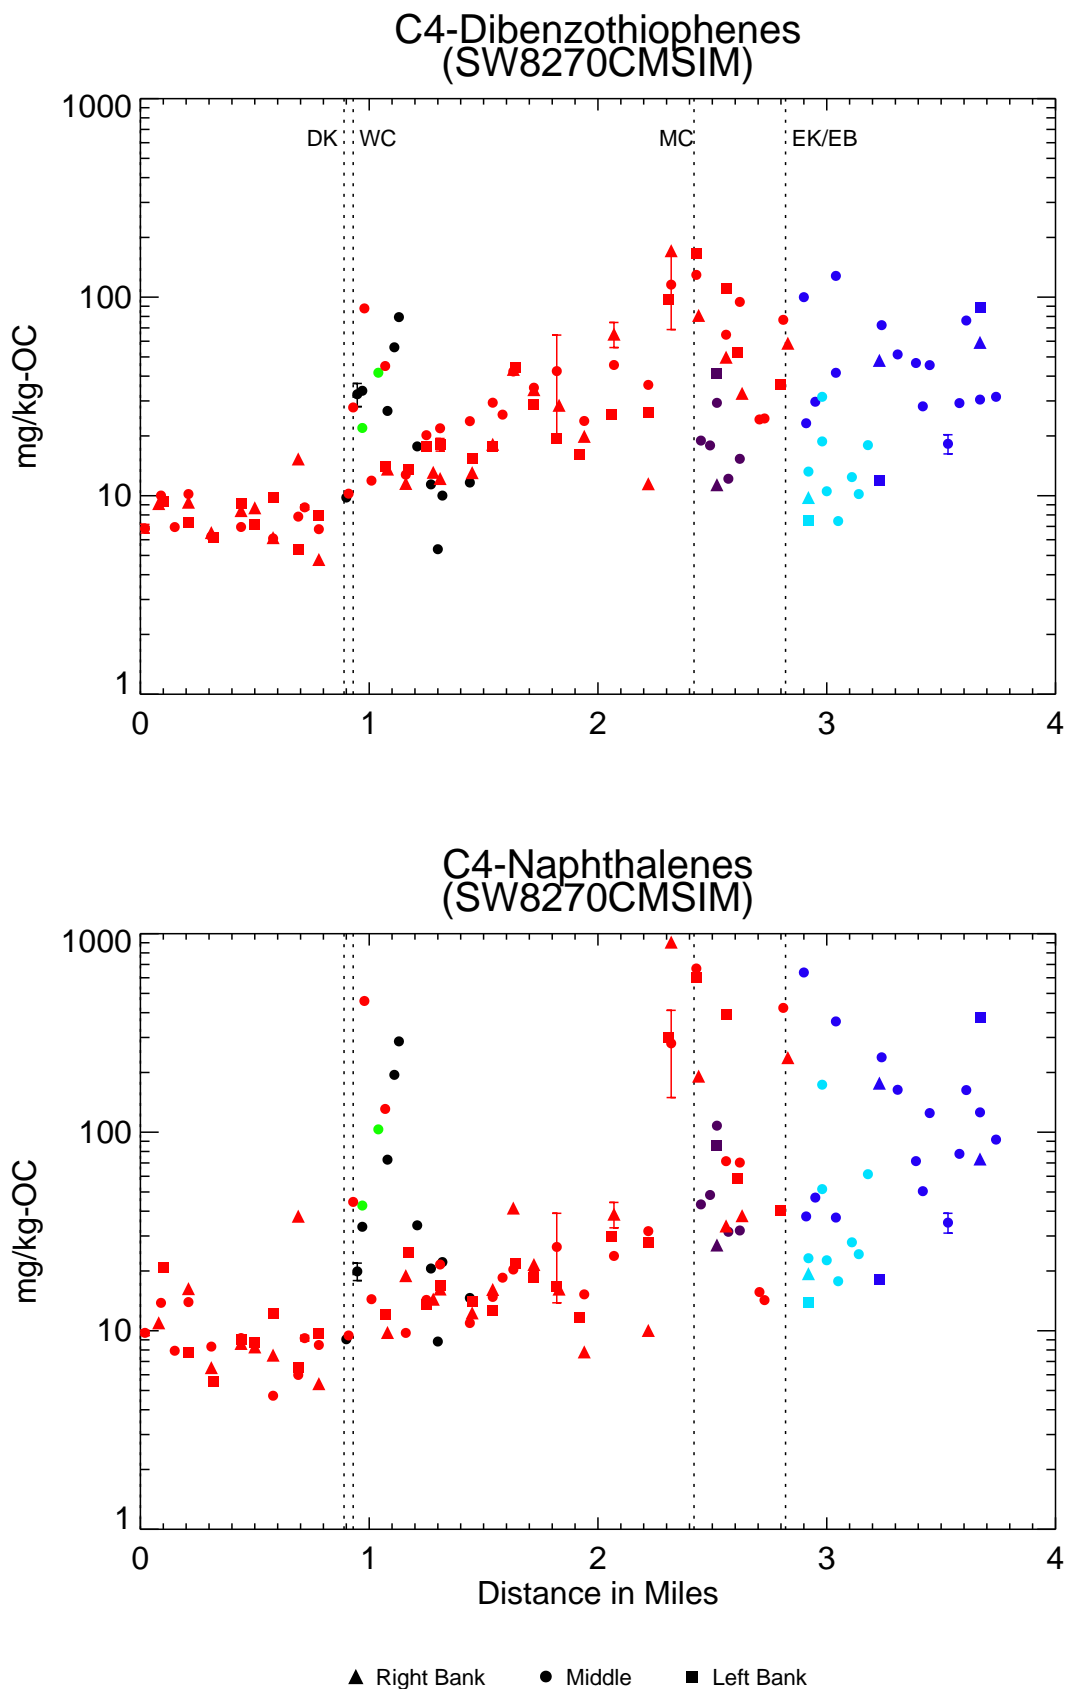 C4-Dibenzothiophenes
(SW8270CMSIM)
1000
DK WC MC EK/EB
100
mg/kg-OC
10
1
0 1 2 3 4
C4-Naphthalenes
(SW8270CMSIM)
1000
100
mg/kg-OC
10
1
0 1 2 3 4
Distance in Miles
Right Bank Middle Left Bank